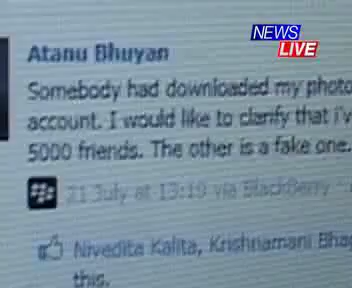 NEWS
LIVE
Atanu Bhuyan
Somebody had downloaded my photo
account. I would like to clarify that i'v
5000 friends. The other is a fake one.
21 July at 13:19 via BlackBerry
Nivedita Kalita, Krishnamani Bha
this.